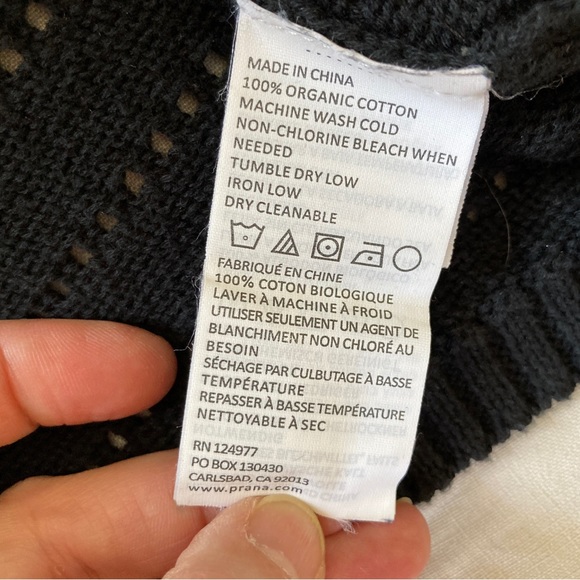 MADE IN CHINA
100% ORGANIC COTTON
MACHINE WASH COLD
NON-CHLORINE BLEACH WHEN
NEEDED
TUMBLE DRY LOW
IRON LOW
DRY CLEANABLE
FABRIQUÉ EN CHINE
100% COTON BIOLOGIQUE
LAVER À MACHINE À FROID
UTILISER SEULEMENT UN AGENT DE
BLANCHIMENT NON CHLORÉ AU
BESOIN
SÉCHAGE PAR CULBUTAGE À BASSE
TEMPÉRATURE
REPASSER À BASSE TEMPÉRATURE
NETTOYABLE À SEC
RN 124977
PO BOX 130430
CARLSBAD, CA 92013
www.prana.com